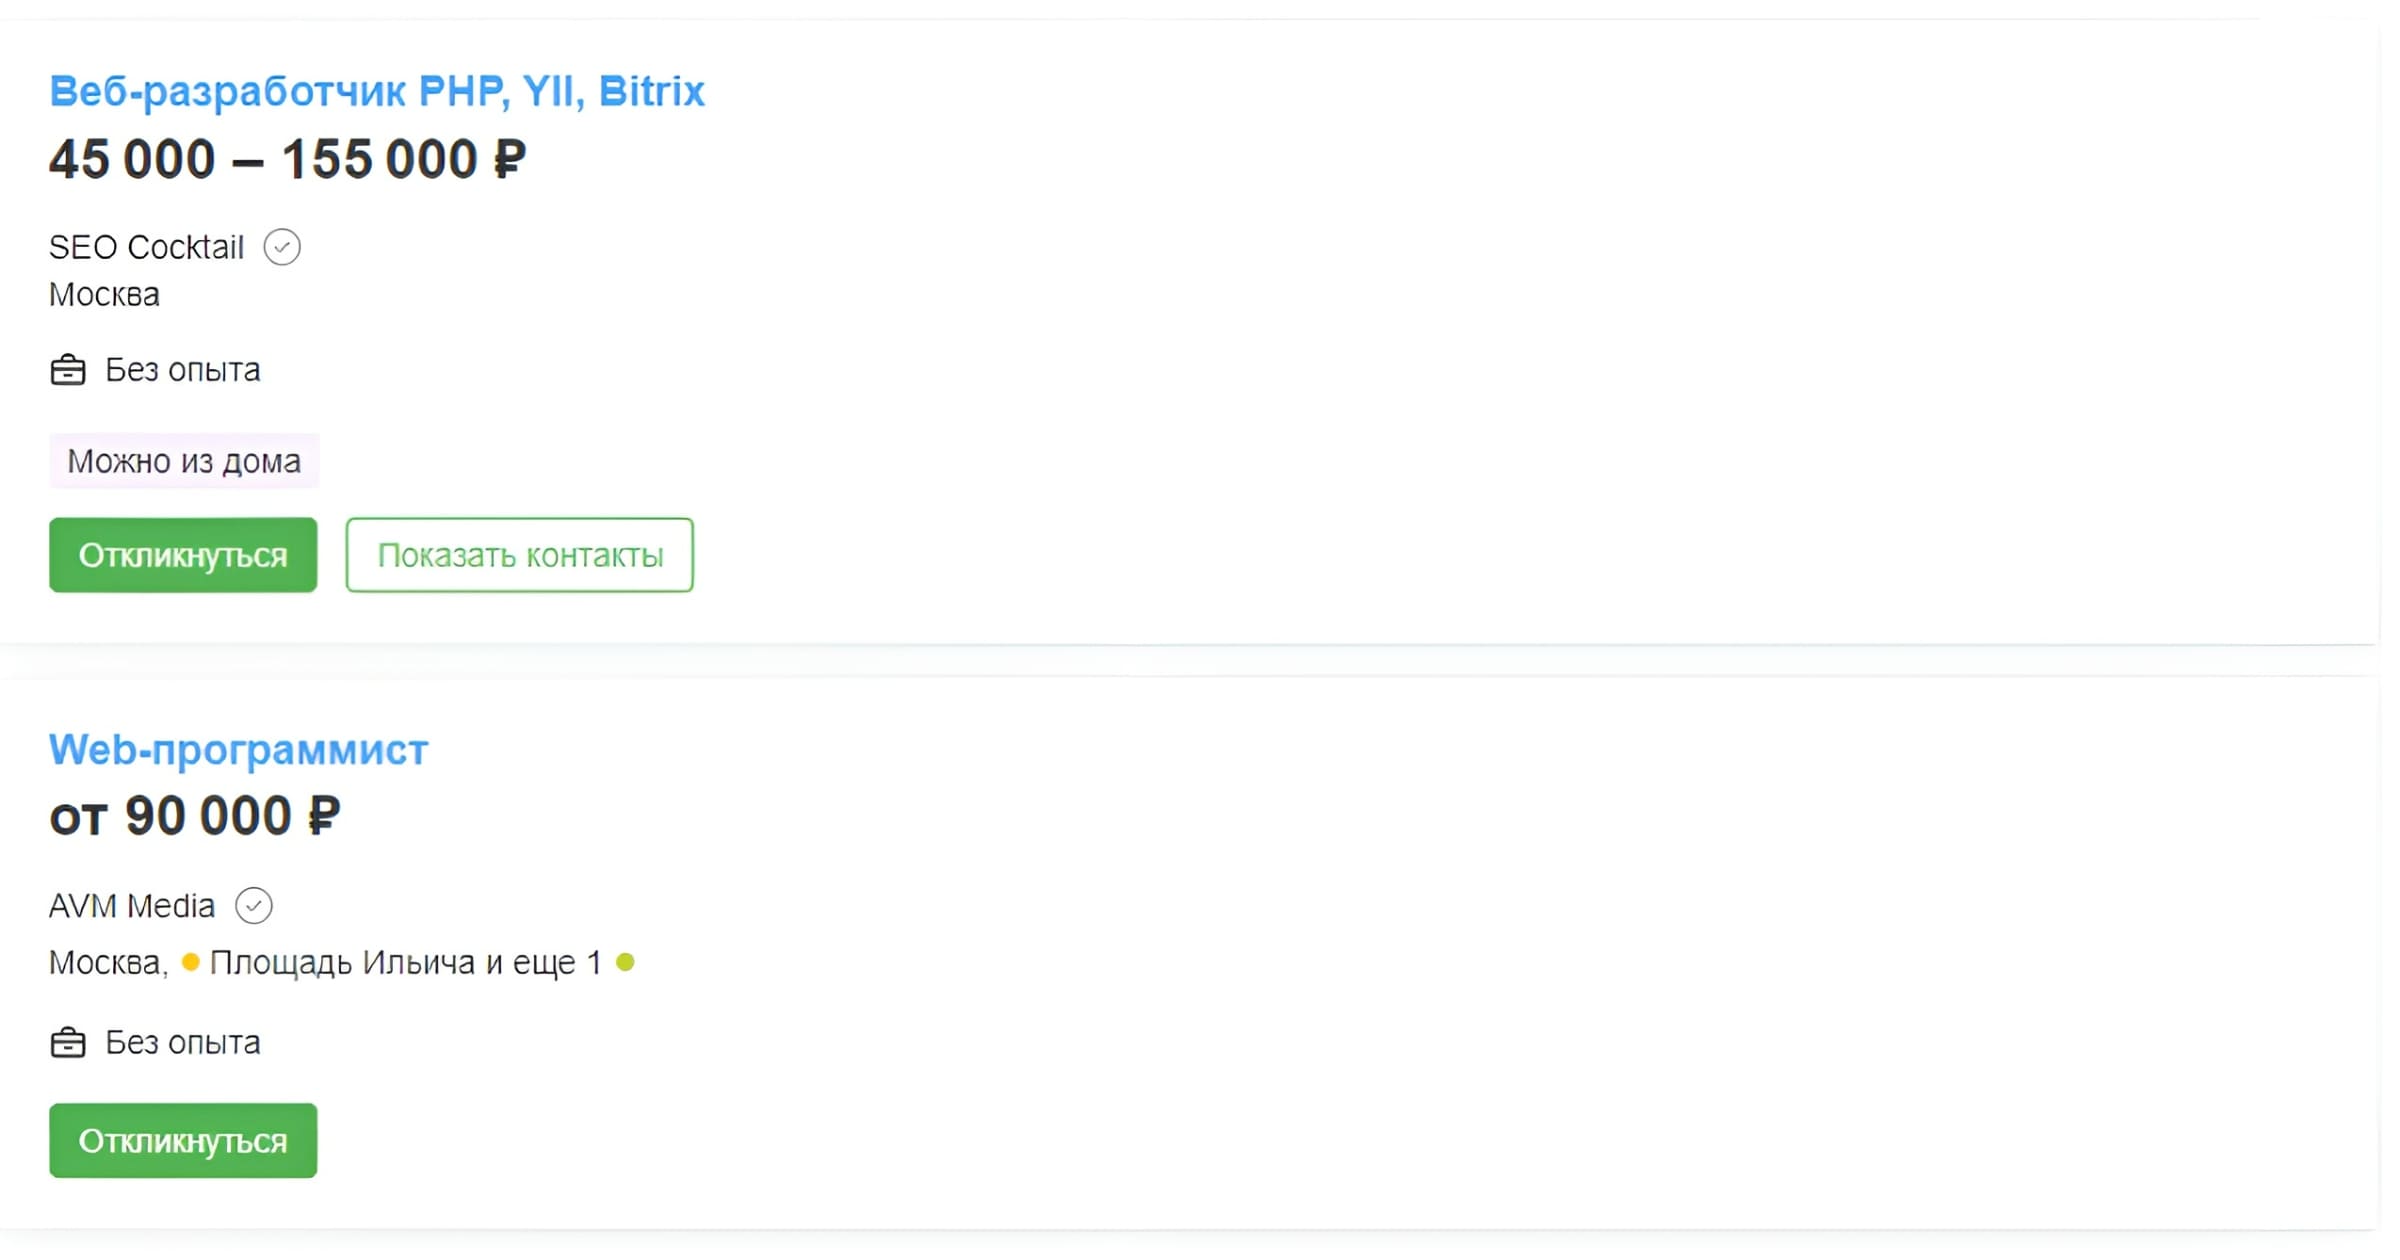 Веб-разработчик PHP, YII, Bitrix
45 000 – 155 000 ₽
SEO Cocktail
Москва
Без опыта
Можно из дома
Откликнуться Показать контакты
Web-программист
от 90 000 ₽
AVM Media
Москва, Площадь Ильича и еще 1
Без опыта
Откликнуться